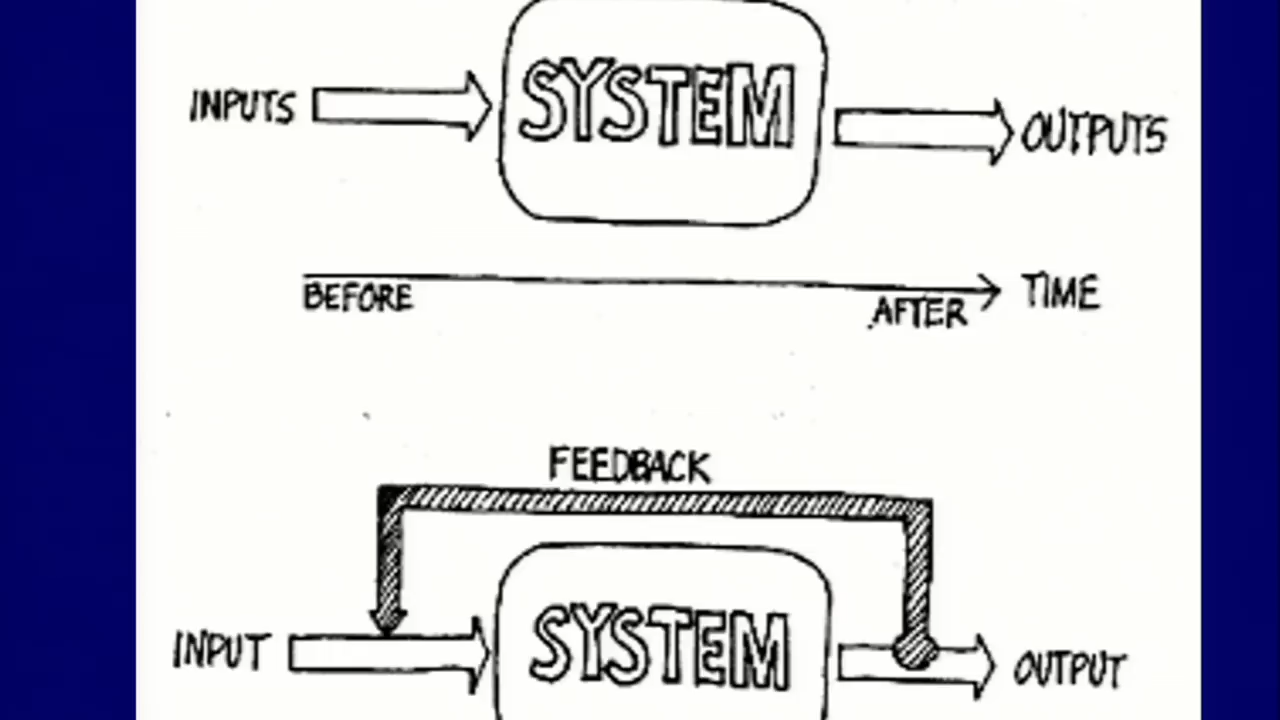 INPUTS
SYSTEM
OUTPUTS
BEFORE
AFTER
TIME
FEEDBACK
INPUT
SYSTEM
OUTPUT